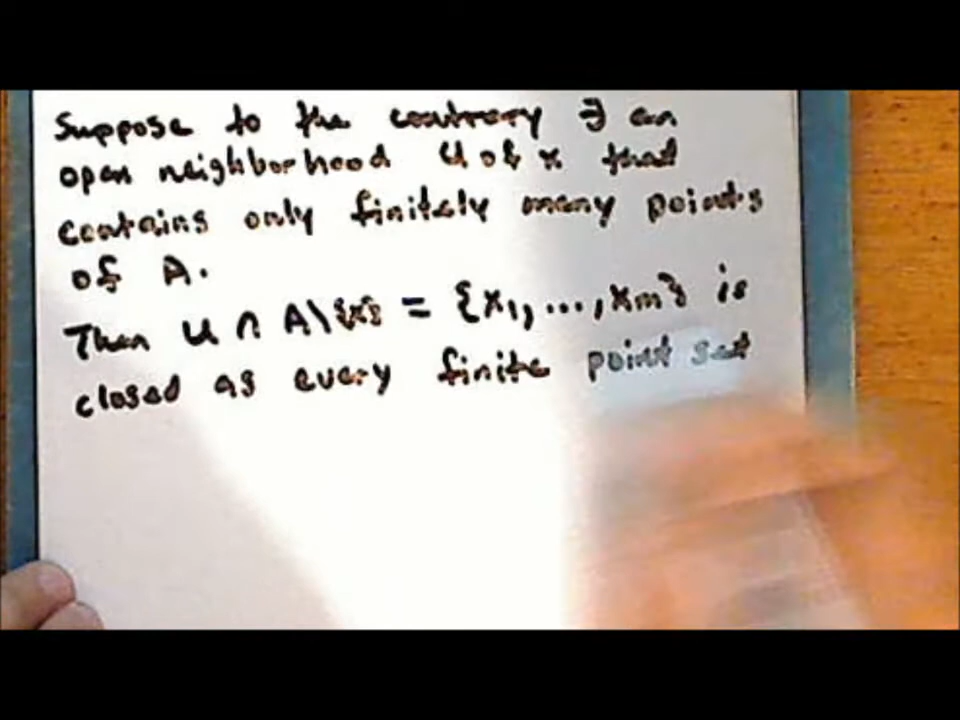 Suppose to the contrary ∃ an
open neighborhood U of x that
contains only finitely many points
of A.
Then U ∩ A\{x} = {x₁,...,xₘ} is
closed as every finite point set